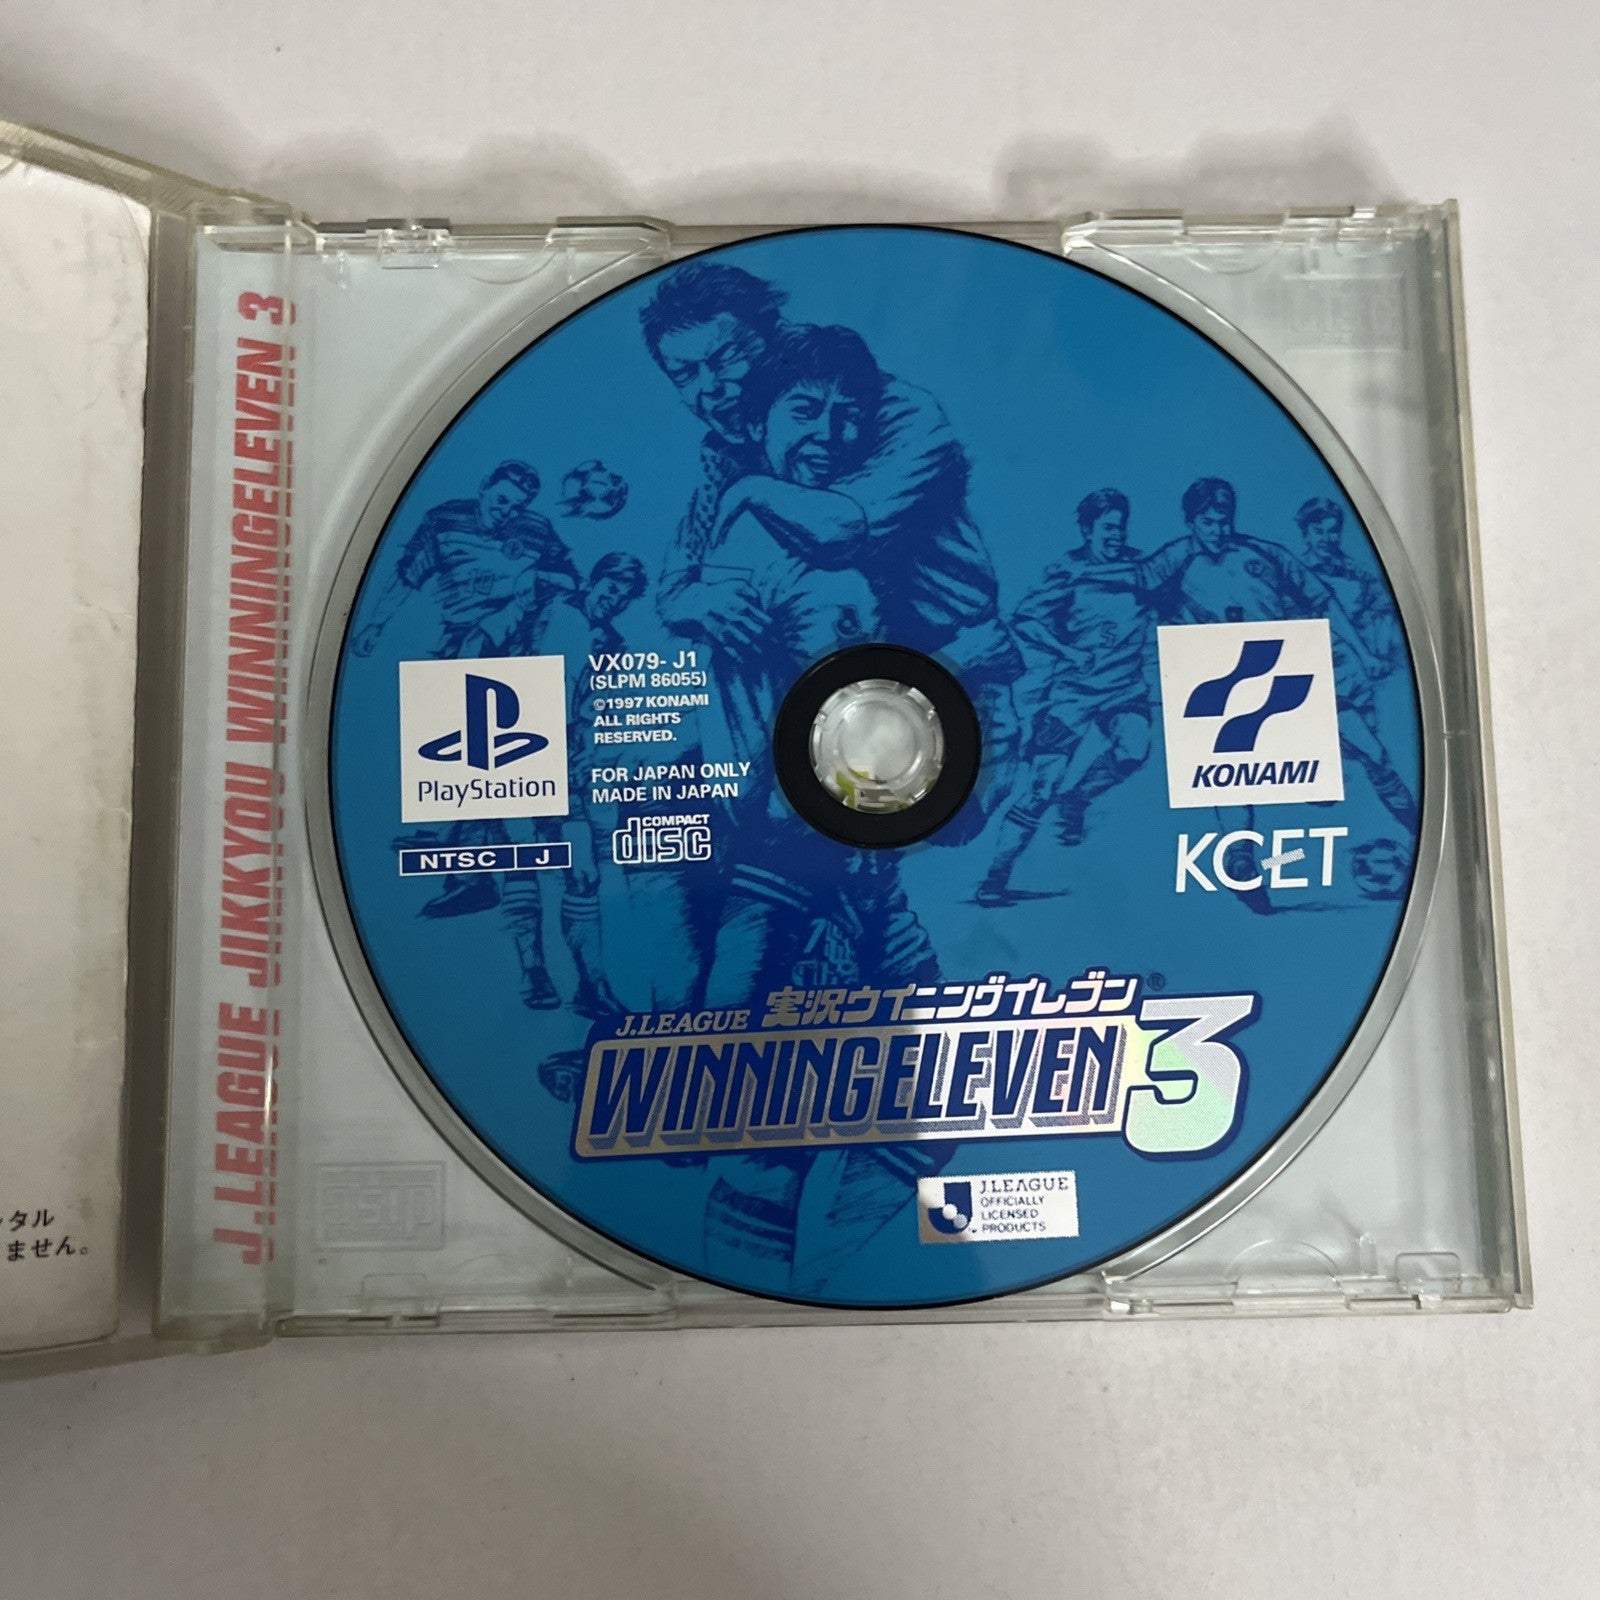 J.LEAGUE JIKKYOU WINNINGELEVEN 3
タル
ません。
PlayStation
NTSC J
VX079- J1
(SLPM 86055)
©1997 KONAMI
ALL RIGHTS
RESERVED.
FOR JAPAN ONLY
MADE IN JAPAN
COMPACT
disc
KONAMI
KCET
J.LEAGUE 実況ウイニングイレブン®
WINNINGELEVEN 3
J.LEAGUE
OFFICIALLY
LICENSED
PRODUCTS